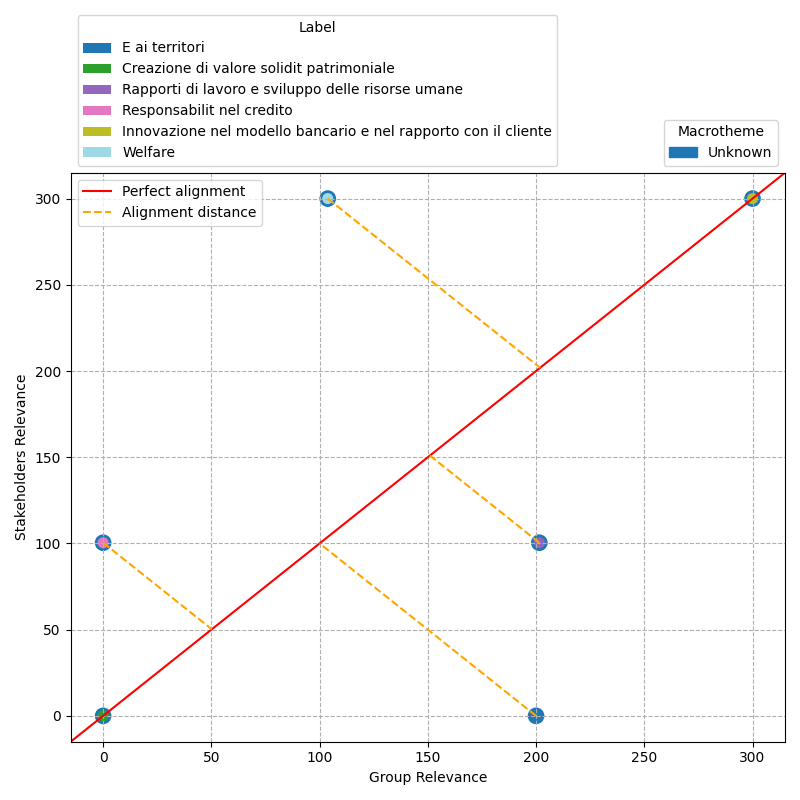 Label
E ai territori
Creazione di valore solidit patrimoniale
Rapporti di lavoro e sviluppo delle risorse umane
Responsabilit nel credito
Innovazione nel modello bancario e nel rapporto con il cliente
Welfare
Macrotheme
Unknown
Perfect alignment
Alignment distance
300
250
200
150
100
50
0
Stakeholders Relevance
0 50 100 150 200 250 300
Group Relevance